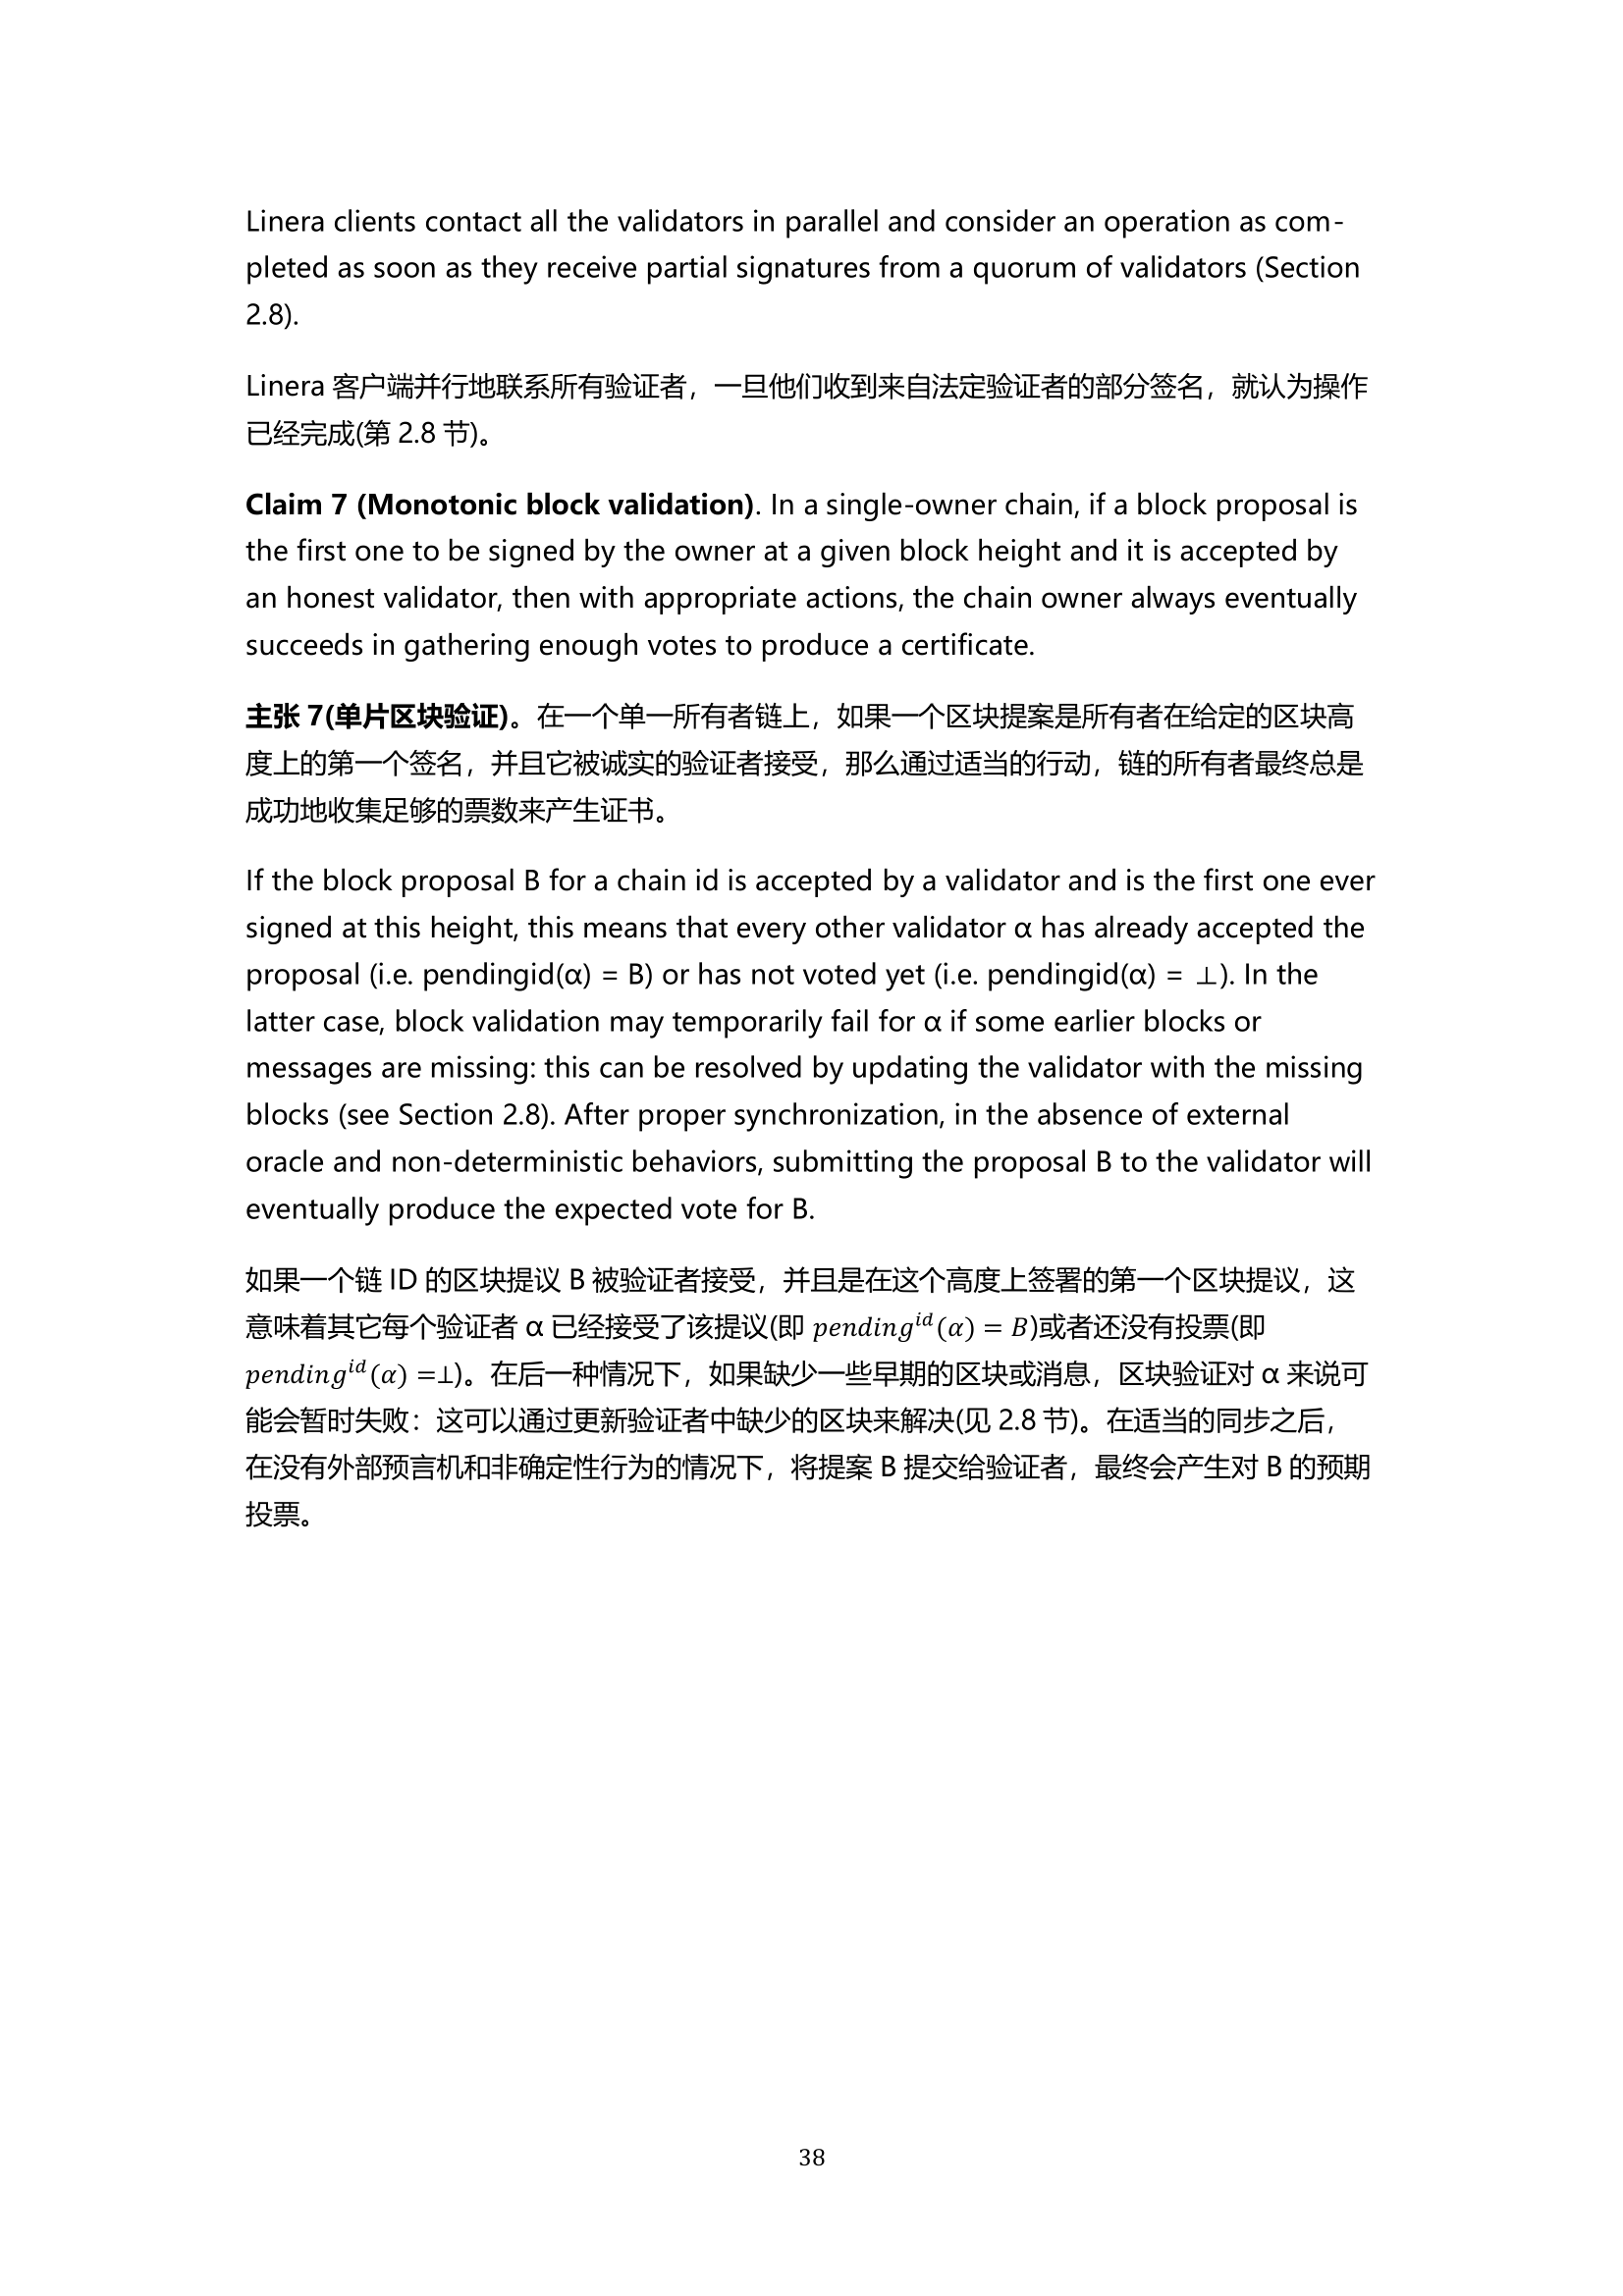 Linera clients contact all the validators in parallel and consider an operation as com-
pleted as soon as they receive partial signatures from a quorum of validators (Section
2.8).
Linera 客户端并行地联系所有验证者，一旦他们收到来自法定验证者的部分签名，就认为操作
已经完成(第 2.8 节)。
Claim 7 (Monotonic block validation). In a single-owner chain, if a block proposal is
the first one to be signed by the owner at a given block height and it is accepted by
an honest validator, then with appropriate actions, the chain owner always eventually
succeeds in gathering enough votes to produce a certificate.
主张 7(单片区块验证)。在一个单一所有者链上，如果一个区块提案是所有者在给定的区块高
度上的第一个签名，并且它被诚实的验证者接受，那么通过适当的行动，链的所有者最终总是
成功地收集足够的票数来产生证书。
If the block proposal B for a chain id is accepted by a validator and is the first one ever
signed at this height, this means that every other validator α has already accepted the
proposal (i.e. pendingid(α) = B) or has not voted yet (i.e. pendingid(α) = ⊥). In the
latter case, block validation may temporarily fail for α if some earlier blocks or
messages are missing: this can be resolved by updating the validator with the missing
blocks (see Section 2.8). After proper synchronization, in the absence of external
oracle and non-deterministic behaviors, submitting the proposal B to the validator will
eventually produce the expected vote for B.
如果一个链 ID 的区块提议 B 被验证者接受，并且是在这个高度上签署的第一个区块提议，这
意味着其它每个验证者 α 已经接受了该提议(即 pending^{id}(α) = B)或者还没有投票(即
pending^{id}(α) =⊥)。在后一种情况下，如果缺少一些早期的区块或消息，区块验证对 α 来说可
能会暂时失败：这可以通过更新验证者中缺少的区块来解决(见 2.8 节)。在适当的同步之后，
在没有外部预言机和非确定性行为的情况下，将提案 B 提交给验证者，最终会产生对 B 的预期
投票。
38